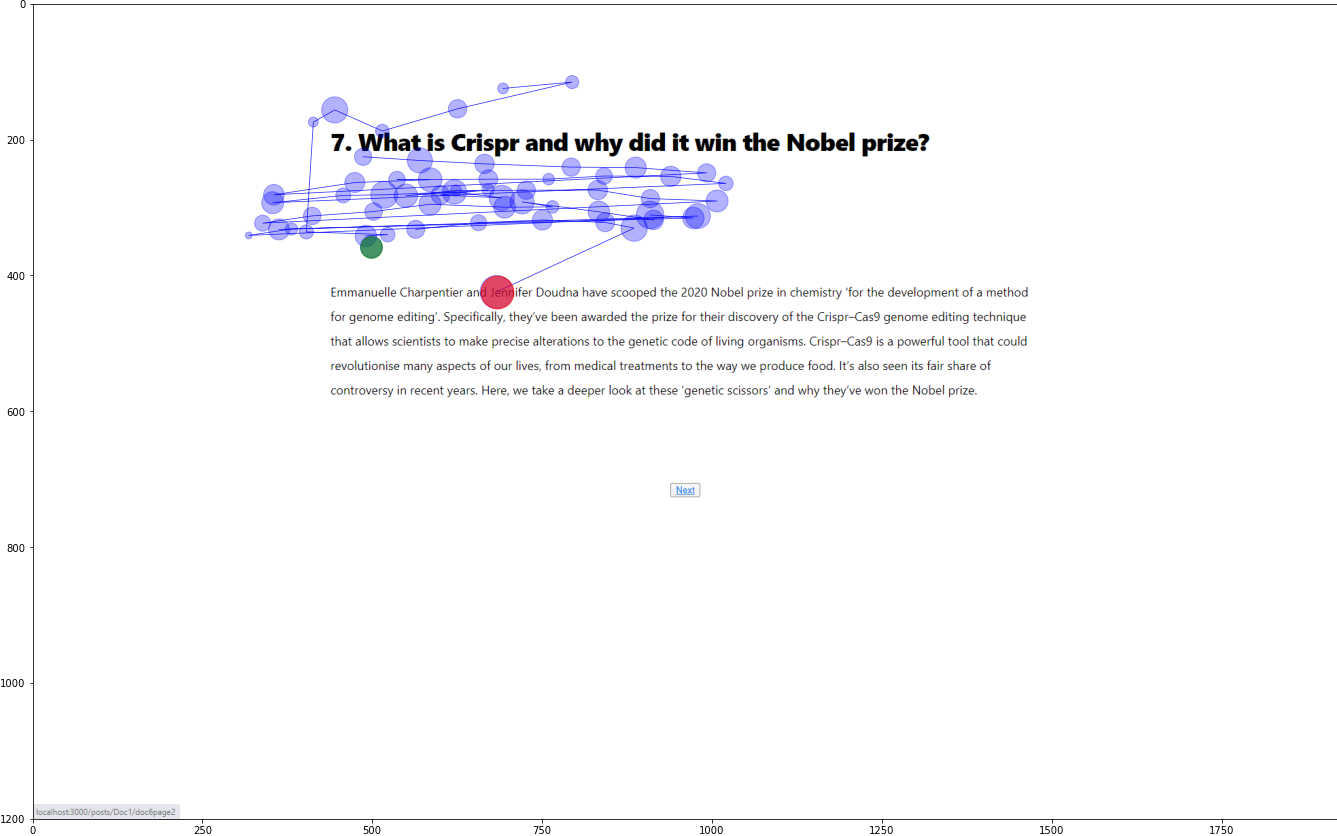 0
200
7. What is Crispr and why did it win the Nobel prize?
400
Emmanuelle Charpentier and Jennifer Doudna have scooped the 2020 Nobel prize in chemistry ‘for the development of a method
for genome editing’. Specifically, they’ve been awarded the prize for their discovery of the Crispr–Cas9 genome editing technique
that allows scientists to make precise alterations to the genetic code of living organisms. Crispr–Cas9 is a powerful tool that could
revolutionise many aspects of our lives, from medical treatments to the way we produce food. It’s also seen its fair share of
controversy in recent years. Here, we take a deeper look at these ‘genetic scissors’ and why they’ve won the Nobel prize.
600
Next
800
1000
localhost:3000/posts/Doc1/doc6page2
1200
0 250 500 750 1000 1250 1500 1750